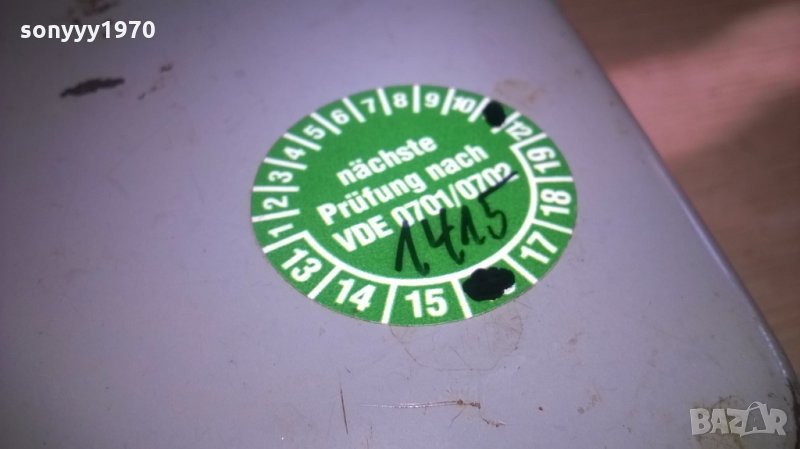 sonyyy1970
1 2 3 4 5 6 7 8 9 10 12
nächste
Prüfung nach
VDE 0701/0702
1415
13 14 15 17 18 19
BAZAR